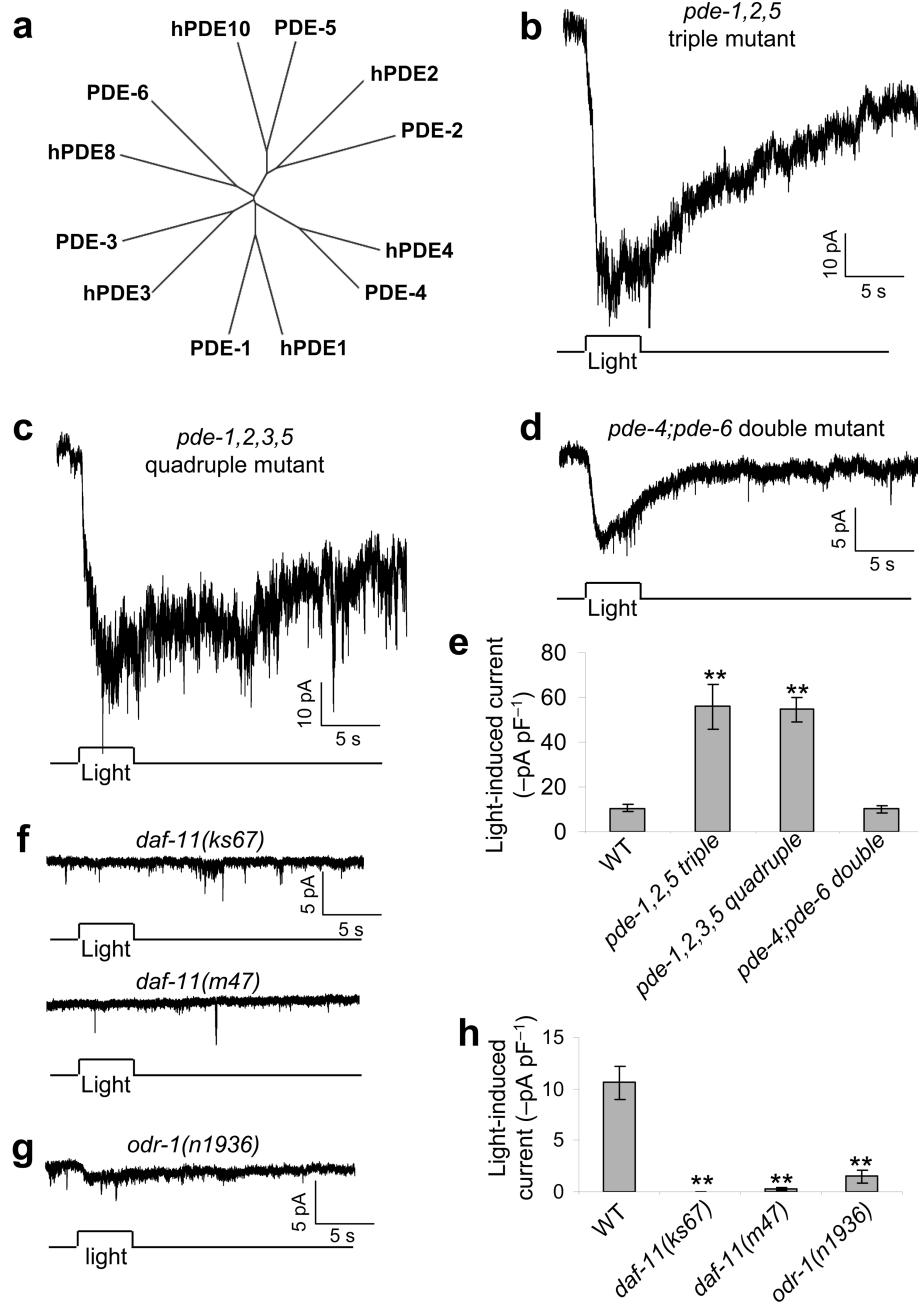 a
hPDE10 PDE-5
hPDE2
PDE-6
PDE-2
hPDE8
PDE-3
hPDE4
hPDE3
PDE-4
PDE-1 hPDE1
b
pde-1,2,5
triple mutant
10 pA
5 s
Light
c
pde-1,2,3,5
quadruple mutant
10 pA
5 s
Light
d
pde-4;pde-6 double mutant
5 pA
5 s
Light
e
Light-induced current
(–pA pF–1)
80
60
40
20
0
**
**
WT
pde-1,2,5 triple
pde-1,2,3,5 quadruple
pde-4;pde-6 double
f
daf-11(ks67)
5 pA
5 s
Light
daf-11(m47)
Light
g
odr-1(n1936)
5 pA
5 s
light
h
Light-induced
current (–pA pF–1)
15
10
5
0
**
**
**
WT
daf-11(ks67)
daf-11(m47)
odr-1(n1936)